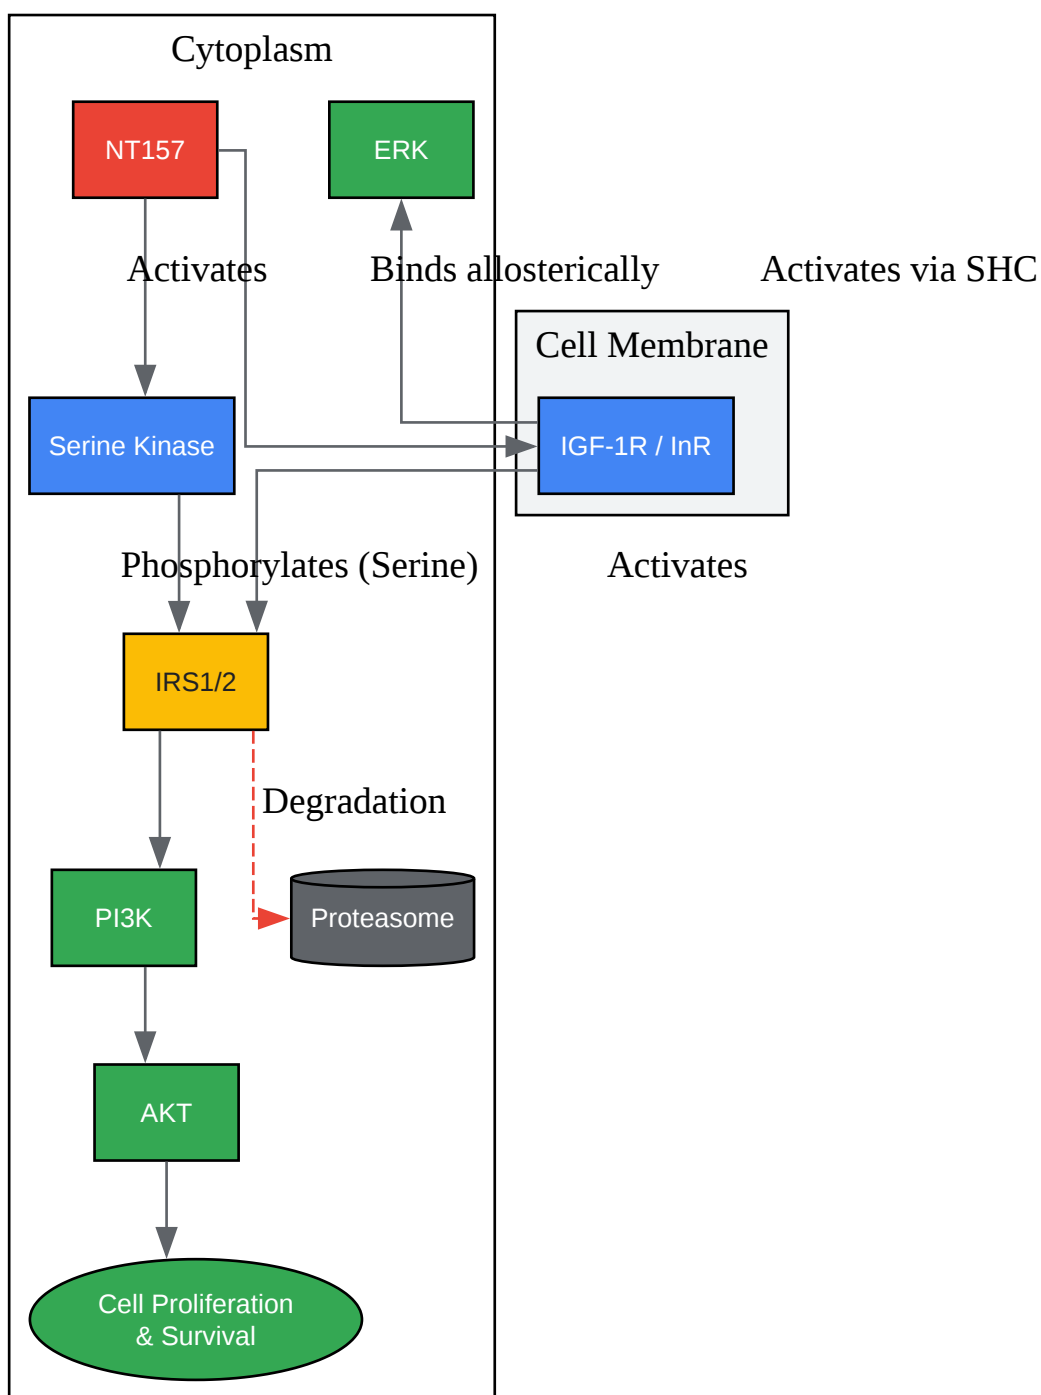 Cytoplasm
NT157
ERK
Activates
Binds allosterically
Activates via SHC
Cell Membrane
Serine Kinase
IGF-1R / InR
Phosphorylates (Serine)
Activates
IRS1/2
Degradation
PI3K
Proteasome
AKT
Cell Proliferation
& Survival